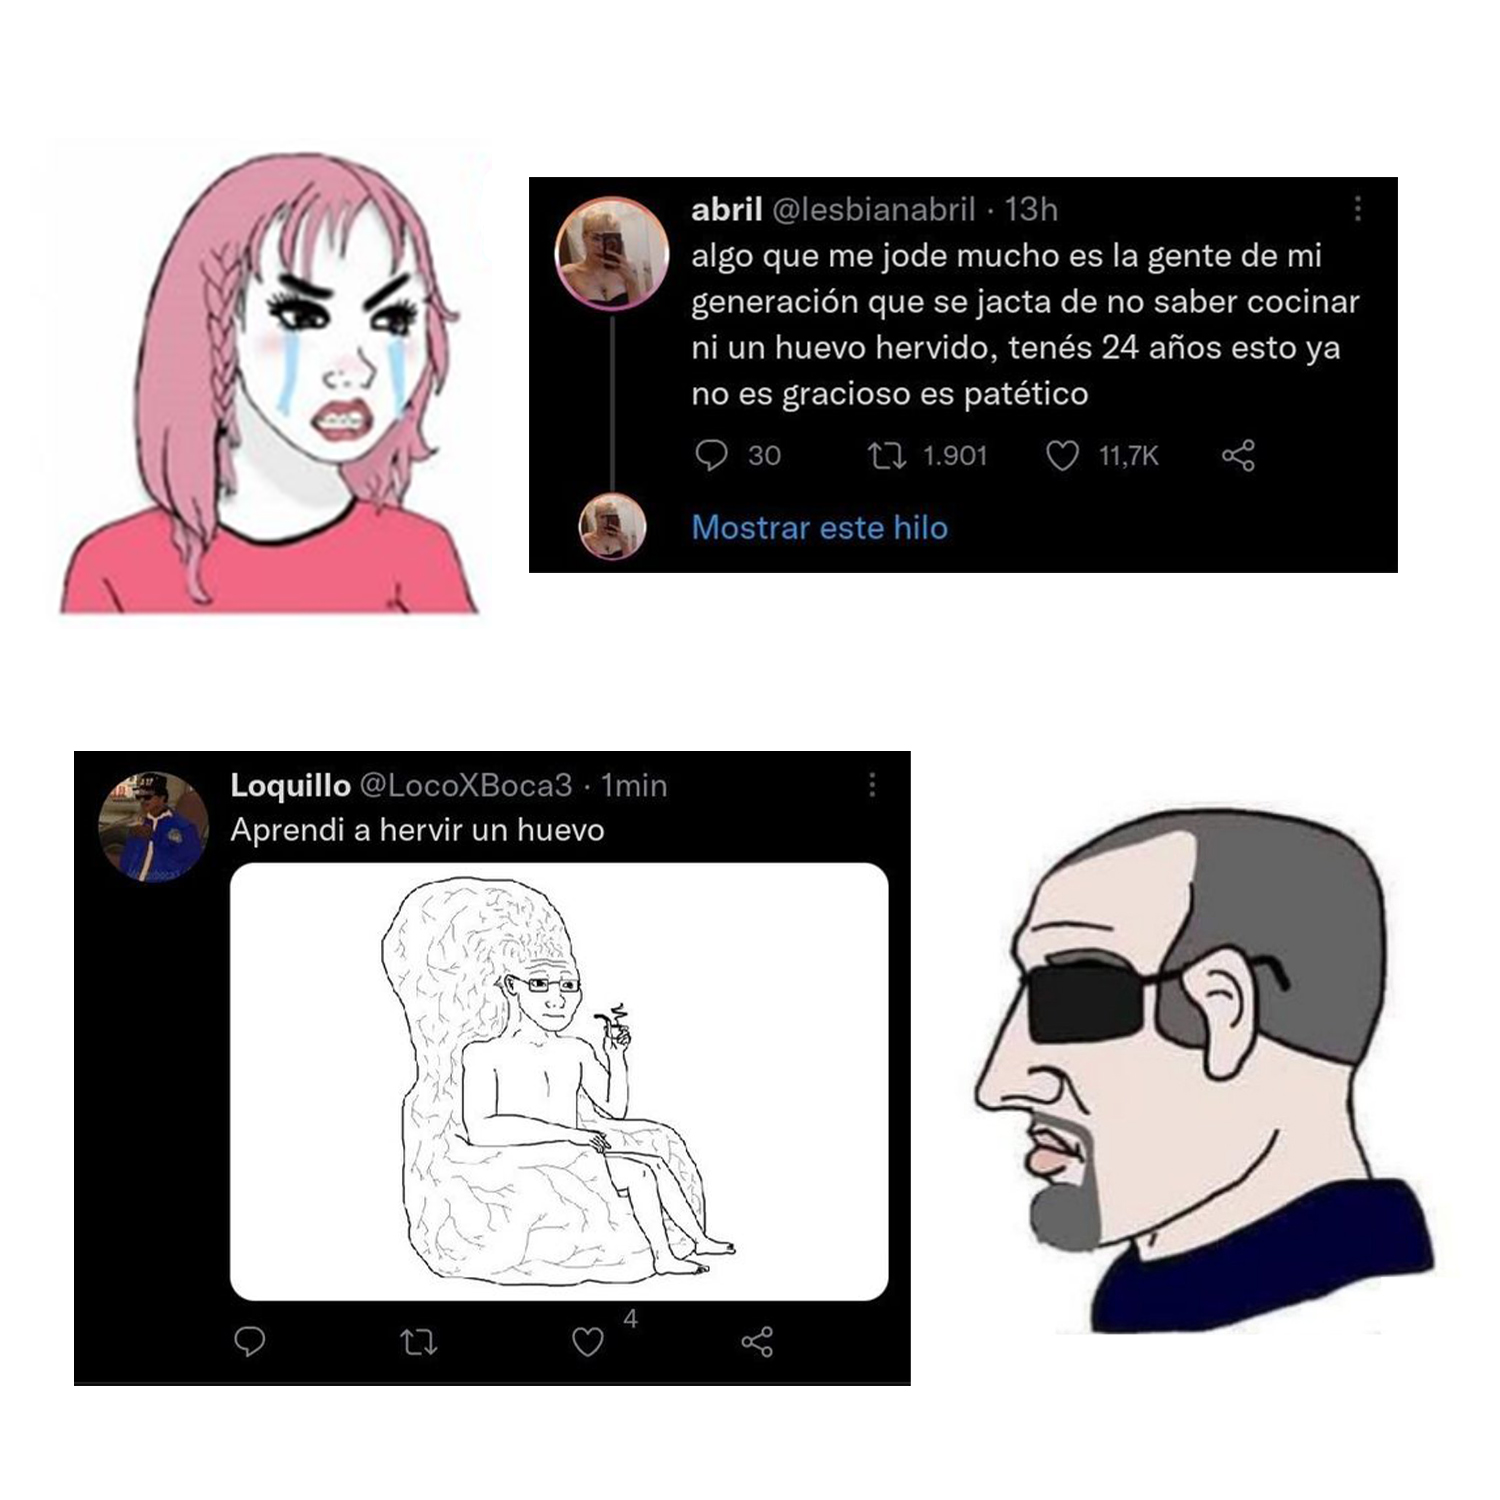 abril @lesbianabril · 13h
algo que me jode mucho es la gente de mi
generación que se jacta de no saber cocinar
ni un huevo hervido, tenés 24 años esto ya
no es gracioso es patético
30 1.901 11,7K
Mostrar este hilo
Loquillo @LocoXBoca3 · 1min
Aprendi a hervir un huevo
4